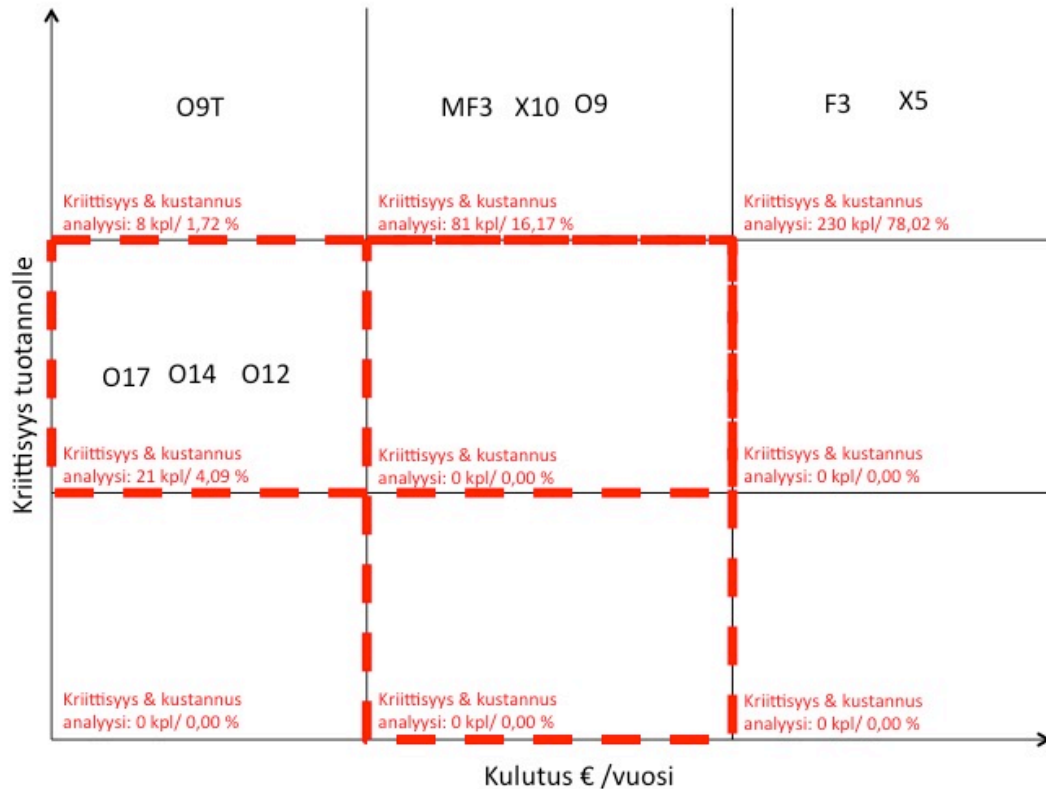 O9T
MF3 X10 O9
F3 X5
Kriittisyys & kustannus
analyysi: 8 kpl/ 1,72 %
Kriittisyys & kustannus
analyysi: 81 kpl/ 16,17 %
Kriittisyys & kustannus
analyysi: 230 kpl/ 78,02 %
Kriittisyys tuotannolle
O17 O14 O12
Kriittisyys & kustannus
analyysi: 21 kpl/ 4,09 %
Kriittisyys & kustannus
analyysi: 0 kpl/ 0,00 %
Kriittisyys & kustannus
analyysi: 0 kpl/ 0,00 %
Kriittisyys & kustannus
analyysi: 0 kpl/ 0,00 %
Kriittisyys & kustannus
analyysi: 0 kpl/ 0,00 %
Kriittisyys & kustannus
analyysi: 0 kpl/ 0,00 %
Kulutus € /vuosi